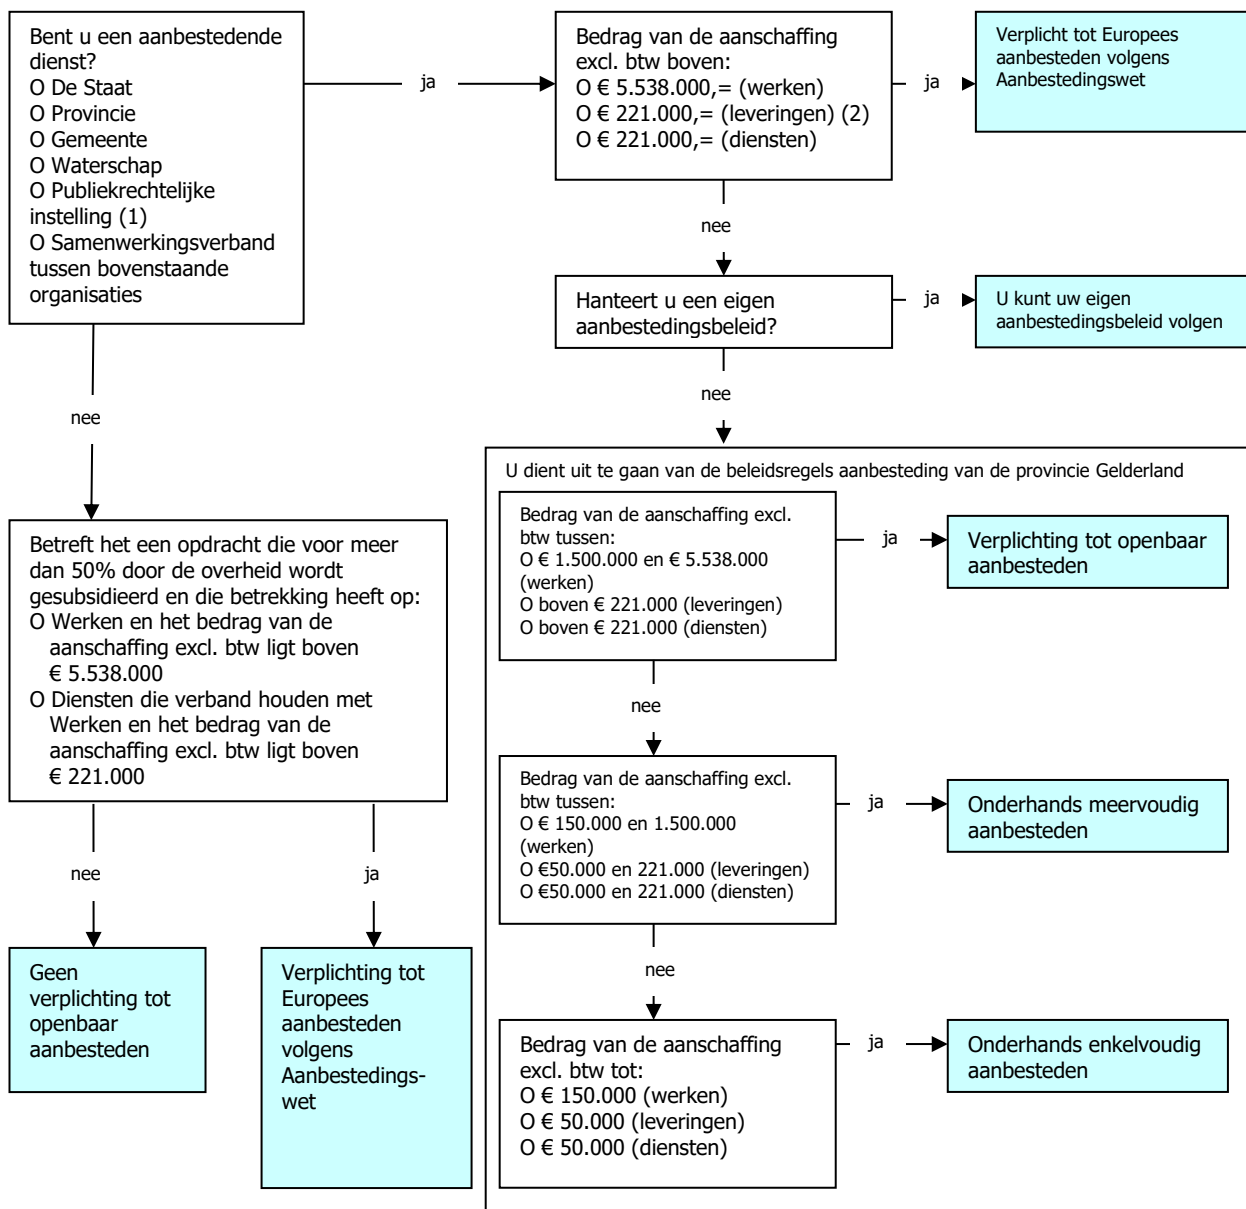 Bent u een aanbestedende
dienst?
O De Staat
O Provincie
O Gemeente
O Waterschap
O Publiekrechtelijke
instelling (1)
O Samenwerkingsverband
tussen bovenstaande
organisaties
ja
Bedrag van de aanschaffing
excl. btw boven:
O € 5.538.000,= (werken)
O € 221.000,= (leveringen) (2)
O € 221.000,= (diensten)
ja
Verplicht tot Europees
aanbesteden volgens
Aanbestedingswet
nee
Hanteert u een eigen
aanbestedingsbeleid?
ja
U kunt uw eigen
aanbestedingsbeleid volgen
nee
nee
U dient uit te gaan van de beleidsregels aanbesteding van de provincie Gelderland
Bedrag van de aanschaffing excl.
btw tussen:
O € 1.500.000 en € 5.538.000
(werken)
O boven € 221.000 (leveringen)
O boven € 221.000 (diensten)
ja
Verplichting tot openbaar
aanbesteden
Betreft het een opdracht die voor meer
dan 50% door de overheid wordt
gesubsidieerd en die betrekking heeft op:
O Werken en het bedrag van de
aanschaffing excl. btw ligt boven
€ 5.538.000
O Diensten die verband houden met
Werken en het bedrag van de
aanschaffing excl. btw ligt boven
€ 221.000
nee
Bedrag van de aanschaffing excl.
btw tussen:
O € 150.000 en 1.500.000
(werken)
O €50.000 en 221.000 (leveringen)
O €50.000 en 221.000 (diensten)
ja
Onderhands meervoudig
aanbesteden
nee
ja
Geen
verplichting tot
openbaar
aanbesteden
Verplichting tot
Europees
aanbesteden
volgens
Aanbestedings-
wet
nee
Bedrag van de aanschaffing
excl. btw tot:
O € 150.000 (werken)
O € 50.000 (leveringen)
O € 50.000 (diensten)
ja
Onderhands enkelvoudig
aanbesteden